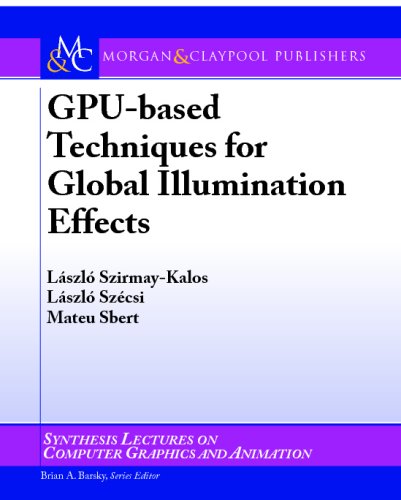 M
&C
MORGAN&CLAYPOOL PUBLISHERS
GPU-based
Techniques for
Global Illumination
Effects
László Szirmay-Kalos
László Szécsi
Mateu Sbert
SYNTHESIS LECTURES ON
COMPUTER GRAPHICS AND ANIMATION
Brian A. Barsky, Series Editor